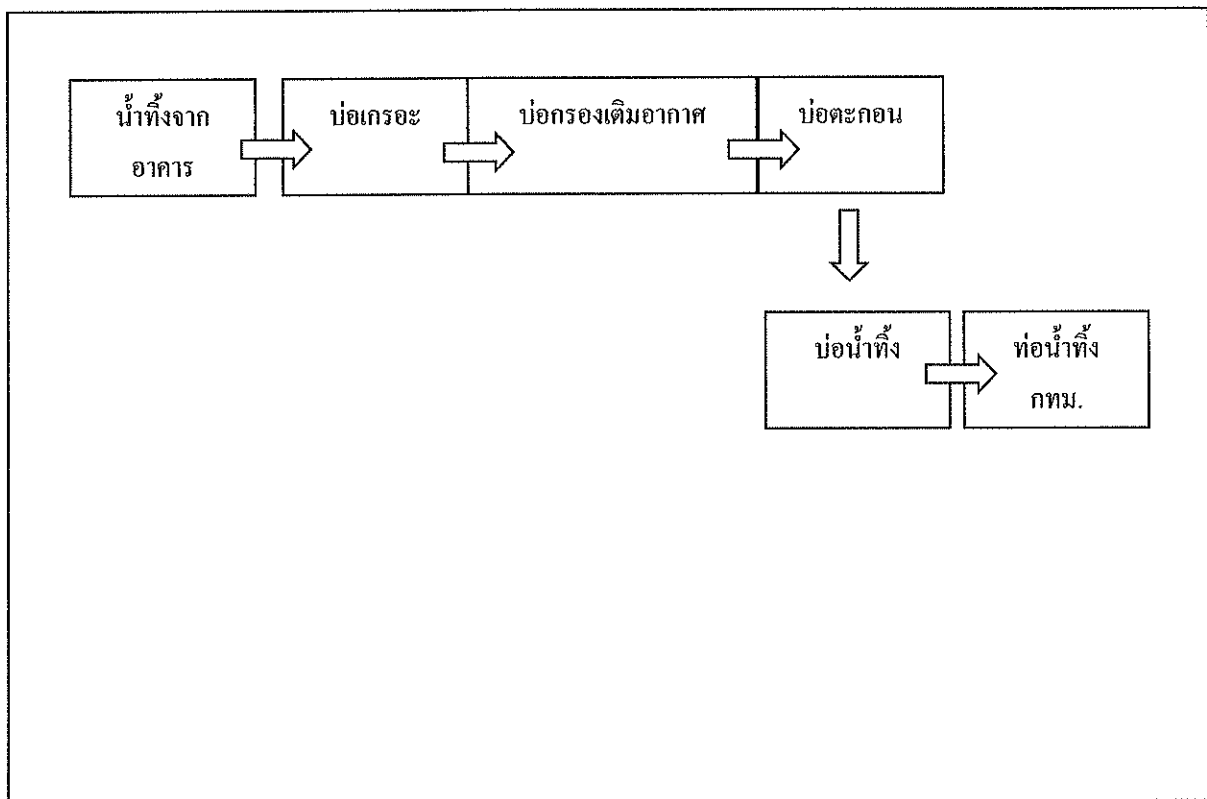 น้ำทิ้งจาก
อาคาร
บ่อเกรอะ
บ่อกรองเติมอากาศ
บ่อตะกอน
บ่อน้ำทิ้ง
ท่อน้ำทิ้ง
กทม.